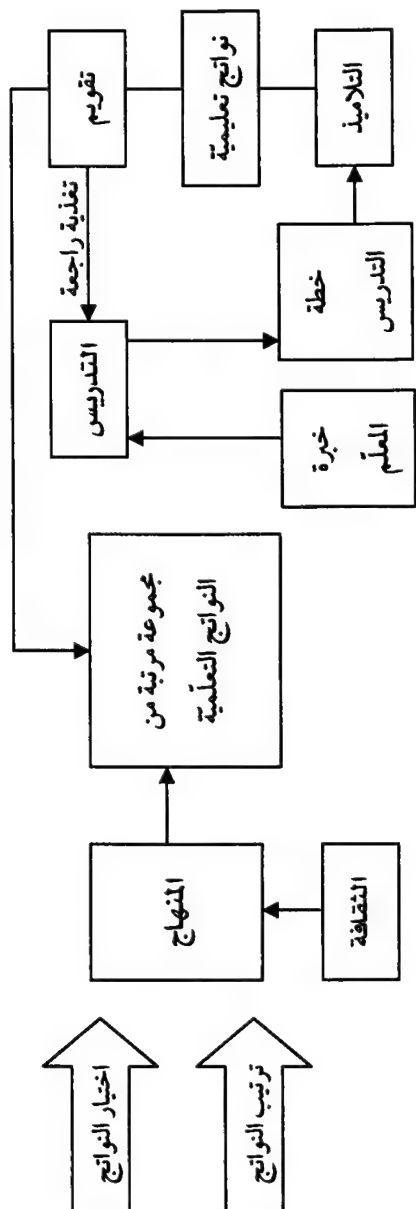 اختيار النواتج
ترتيب النواتج
المنهاج
الثقافة
مجموعة مرتبة من
النواتج التعلّمية
تقويم
تغذية راجعة
التدريس
خبرة
المعلّم
نواتج تعليمية
خطة
التدريس
التلاميذ